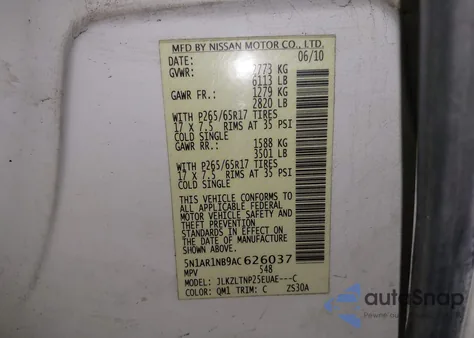 MFD BY NISSAN MOTOR CO., LTD.
DATE: 06/10
GVWR: 2773 KG
6113 LB
GAWR FR.: 1279 KG
2820 LB
WITH P265/65R17 TIRES
17 X 7.5 RIMS AT 35 PSI
COLD SINGLE
GAWR RR.: 1588 KG
3501 LB
WITH P265/65R17 TIRES
17 X 7.5 RIMS AT 35 PSI
COLD SINGLE
THIS VEHICLE CONFORMS TO
ALL APPLICABLE FEDERAL
MOTOR VEHICLE SAFETY AND
THEFT PREVENTION
STANDARDS IN EFFECT ON
THE DATE OF MANUFACTURE
SHOWN ABOVE.
5N1AR1NB9AC626037
MPV 548
MODEL: JLKZLTNP25EUAE---C
COLOR: QM1 TRIM: C ZS30A
autoSnap